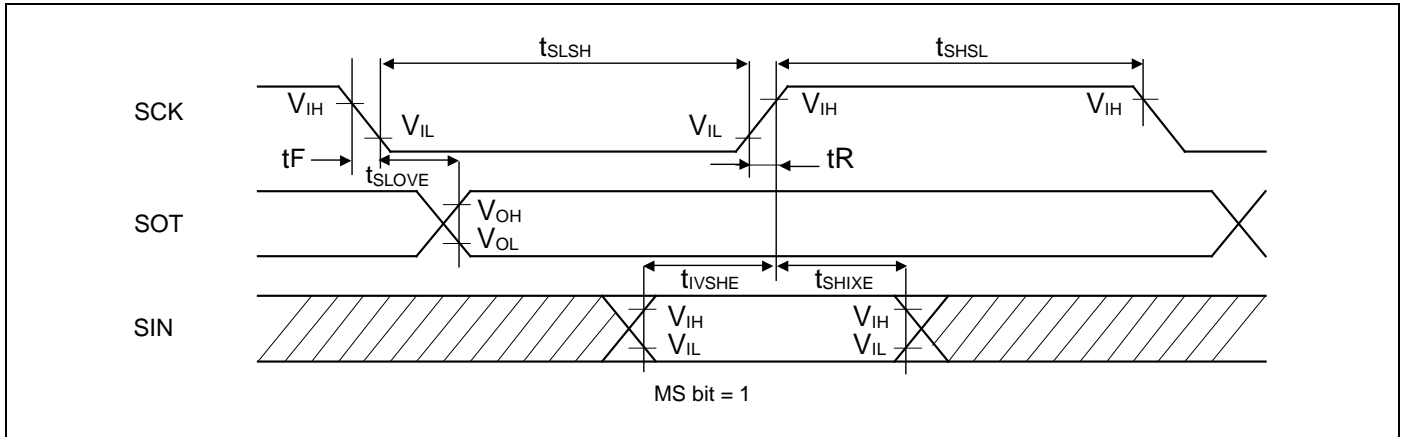 tSLSH tSHSL
SCK VIH VIL VIL VIH VIH
tF tSLOVE tR
SOT VOH VOL
tIVSHE tSHIXE
SIN VIH VIL VIH VIL
MS bit = 1